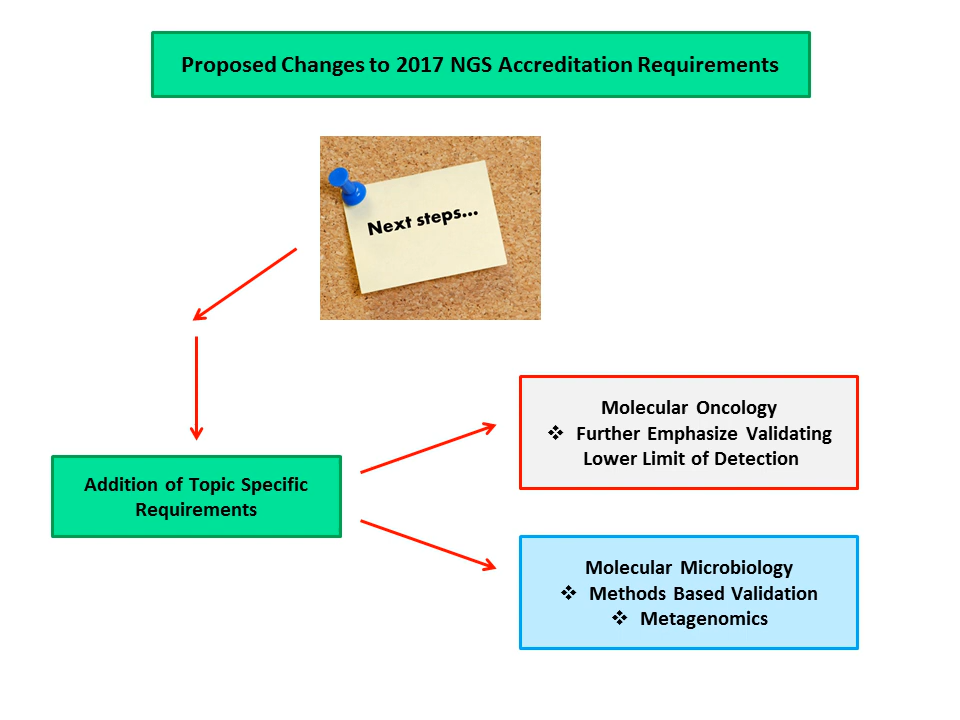 Proposed Changes to 2017 NGS Accreditation Requirements
Next steps...
Addition of Topic Specific
Requirements
Molecular Oncology
❖ Further Emphasize Validating
Lower Limit of Detection
Molecular Microbiology
❖ Methods Based Validation
❖ Metagenomics